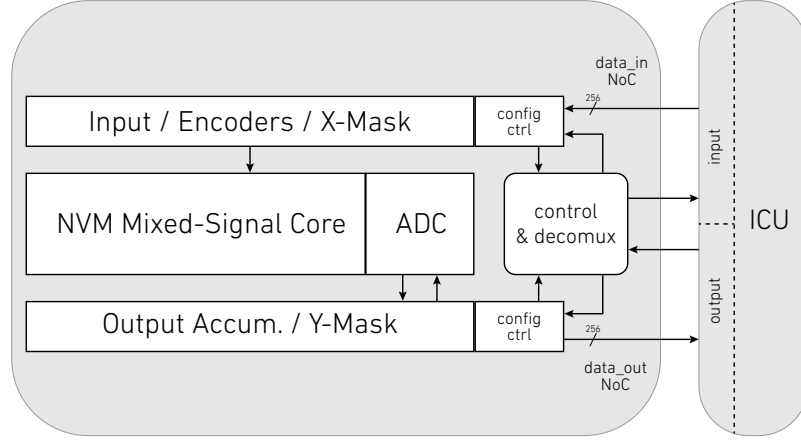 data_in
NoC
256
Input / Encoders / X-Mask
config
ctrl
input
NVM Mixed-Signal Core
ADC
control
& decomux
ICU
output
Output Accum. / Y-Mask
config
ctrl
256
data_out
NoC